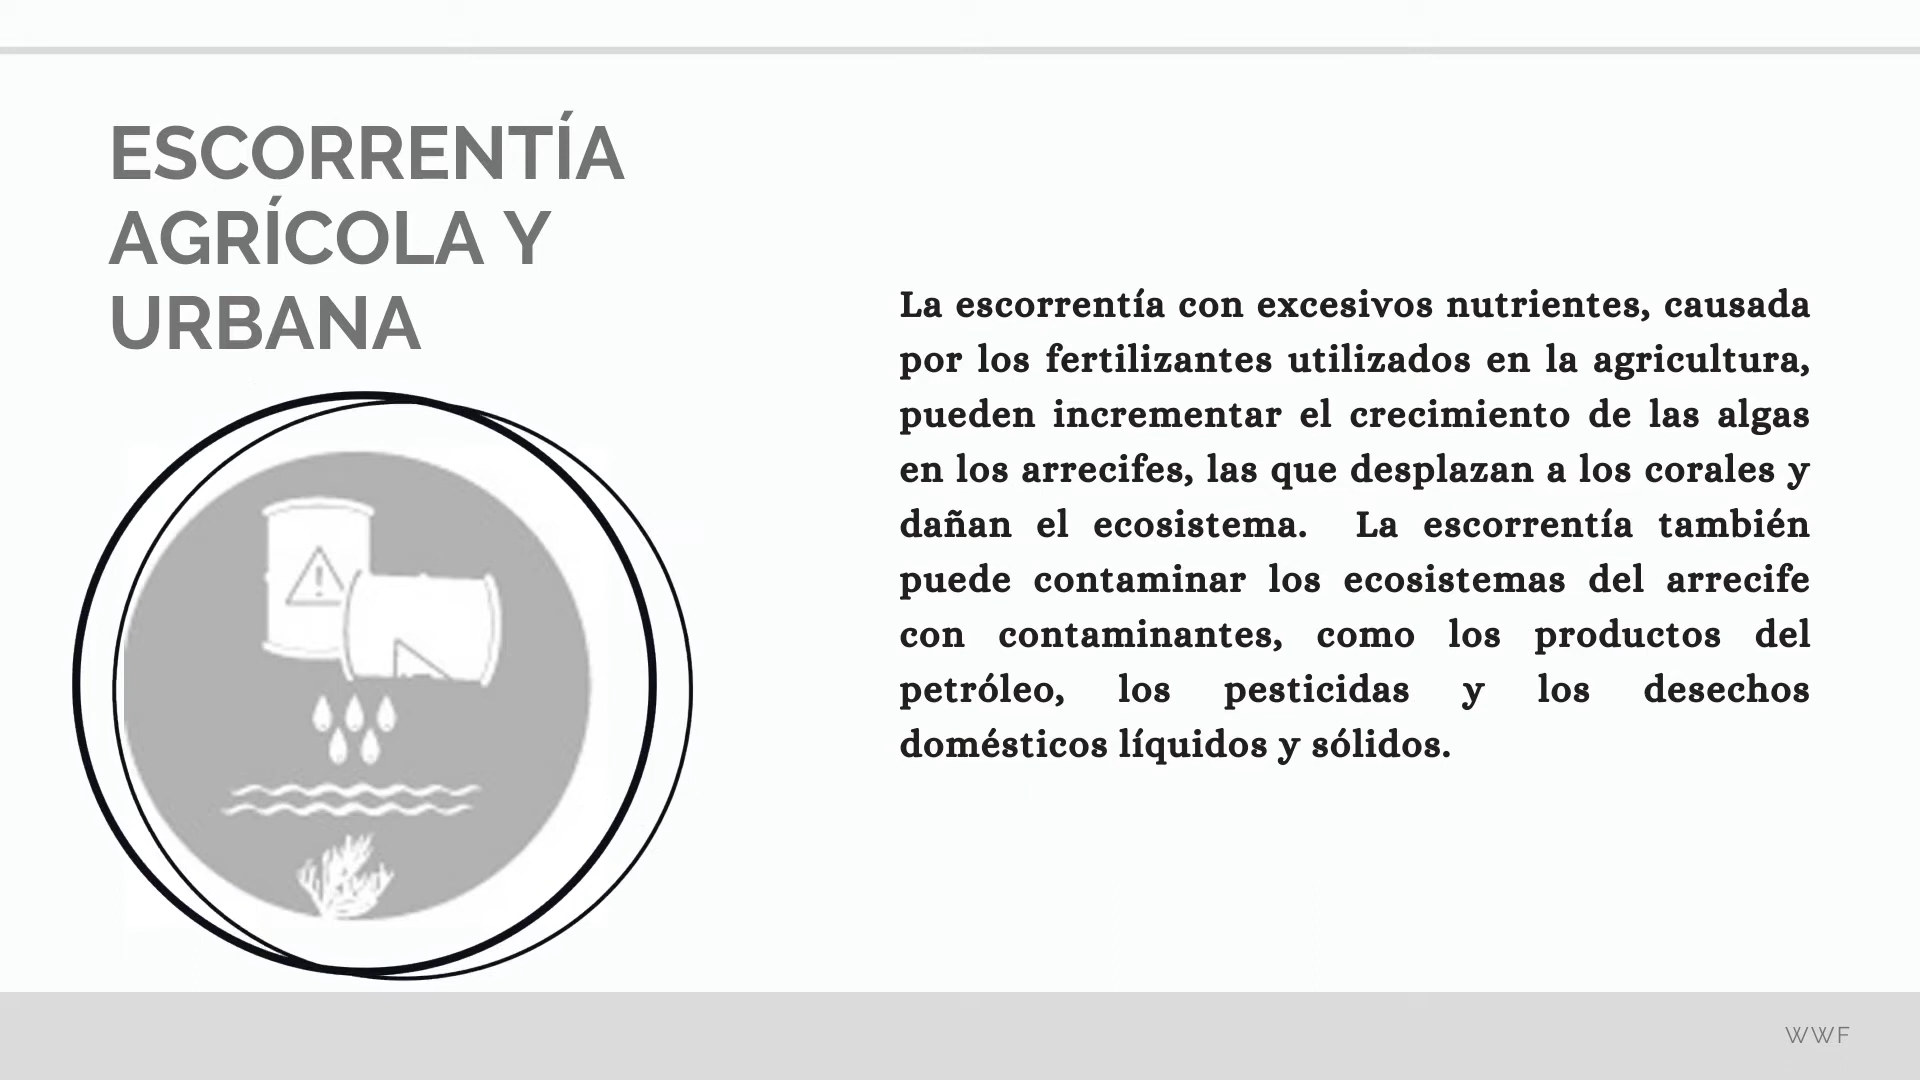 ESCORRENTÍA
AGRÍCOLA Y
URBANA
La escorrentía con excesivos nutrientes, causada
por los fertilizantes utilizados en la agricultura,
pueden incrementar el crecimiento de las algas
en los arrecifes, las que desplazan a los corales y
dañan el ecosistema.  La escorrentía también
puede contaminar los ecosistemas del arrecife
con contaminantes, como los productos del
petróleo, los pesticidas y los desechos
domésticos líquidos y sólidos.
WWF